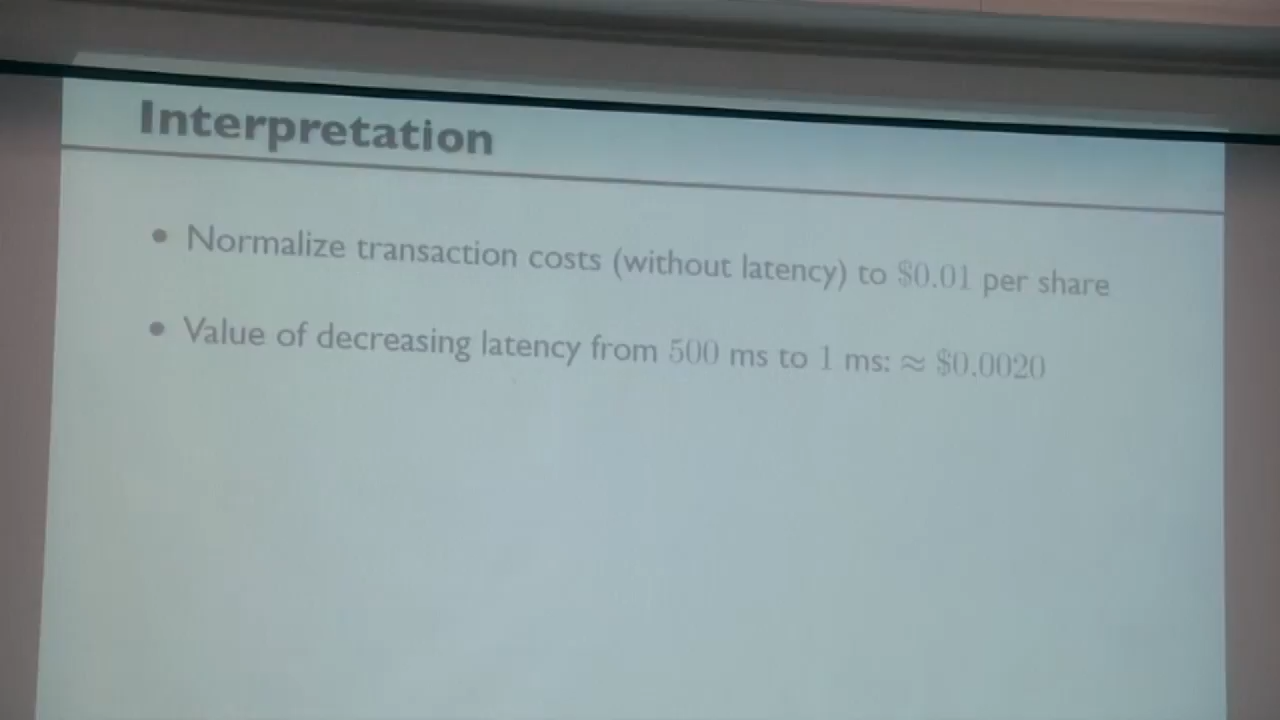 Interpretation
• Normalize transaction costs (without latency) to $0.01 per share
• Value of decreasing latency from 500 ms to 1 ms: ≈ $0.0020